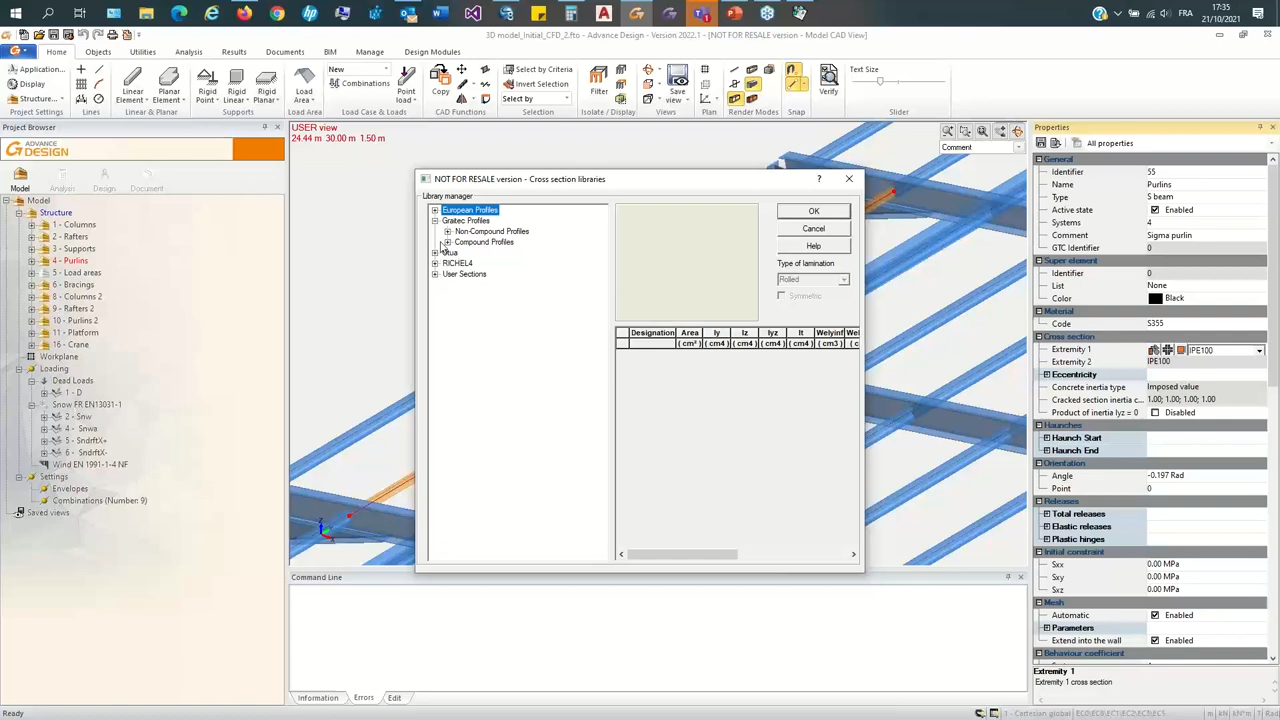 FRA
17:35
21/10/2021
3D model_Initial_CFD_2.fto - Advance Design - Version 2022.1 - [NOT FOR RESALE version - Model CAD View]
Home Objects Utilities Analysis Results Documents BIM Manage Design Modules
Application...
Display
Structure...
Project Settings
Lines
Linear Element
Planar Element
Linear & Planar
Rigid Point
Rigid Linear
Rigid Planar
Supports
Load Area
Load Area
New
Combinations
Point load
Load Case & Loads
Copy
CAD Functions
Select by Criteria
Invert Selection
Select by
Selection
Filter
Isolate / Display
Save view
Views
Plan
Render Modes
Snap
Verify
Text Size
Slider
Project Browser
ADVANCE
DESIGN
Model Analysis Design Document
Model
Structure
1 - Columns
2 - Rafters
3 - Supports
4 - Purlins
5 - Load areas
6 - Bracings
8 - Columns 2
9 - Rafters 2
10 - Purlins 2
11 - Platform
16 - Crane
Workplane
Loading
Dead Loads
1 - D
Snow FR EN13031-1
2 - Snw
4 - Snwa
5 - SndrftX+
6 - SndrftX-
Wind EN 1991-1-4 NF
Settings
Envelopes
Combinations (Number: 9)
Saved views
USER view
24.44 m 30.00 m 1.50 m
Comment
NOT FOR RESALE version - Cross section libraries
Library manager
European Profiles
Graitec Profiles
Non-Compound Profiles
Compound Profiles
Otua
RICHEL4
User Sections
OK
Cancel
Help
Type of lamination
Rolled
Symmetric
Designation Area Iy Iz Iyz It Welyinf Wel
( cm² ) ( cm4 ) ( cm4 ) ( cm4 ) ( cm4 ) ( cm3 ) ( c
Command Line
Information Errors Edit
Properties
All properties
General
Identifier 55
Name Purlins
Type S beam
Active state Enabled
Systems 4
Comment Sigma purlin
GTC Identifier 0
Super element
Identifier 0
List None
Color Black
Material
Code S355
Cross section
Extremity 1 IPE100
Extremity 2 IPE100
Eccentricity
Concrete inertia type Imposed value
Cracked section inertia c... 1.00; 1.00; 1.00; 1.00
Product of inertia Iyz = 0 Disabled
Haunches
Haunch Start
Haunch End
Orientation
Angle -0.197 Rad
Point 0
Releases
Total releases
Elastic releases
Plastic hinges
Initial constraint
Sxx 0.00 MPa
Sxy 0.00 MPa
Sxz 0.00 MPa
Mesh
Automatic Enabled
Parameters
Extend into the wall Enabled
Behaviour coefficient
Extremity 1
Extremity 1 cross section
Ready
1 - Cartesian global